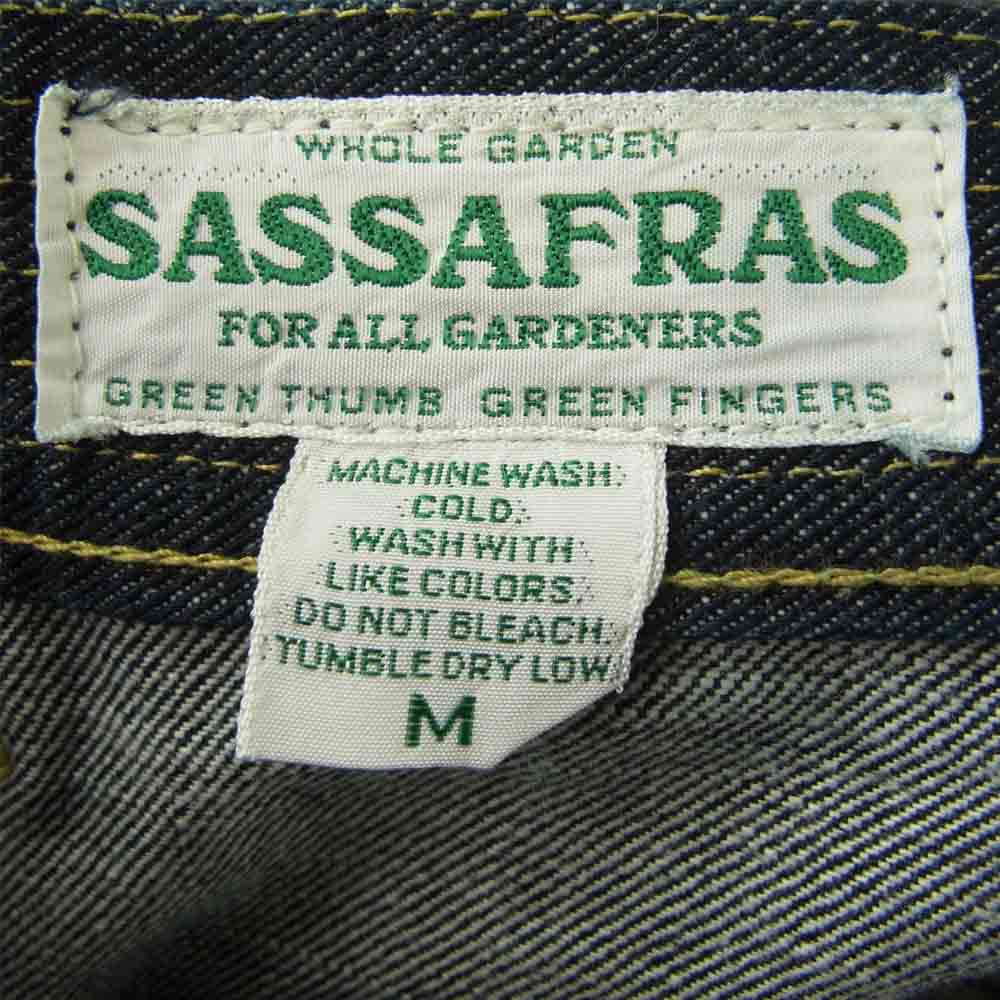 WHOLE GARDEN
SASSAFRAS
FOR ALL GARDENERS
GREEN THUMB GREEN FINGERS
MACHINE WASH.
COLD.
WASH WITH
LIKE COLORS.
DO NOT BLEACH.
TUMBLE DRY LOW
M